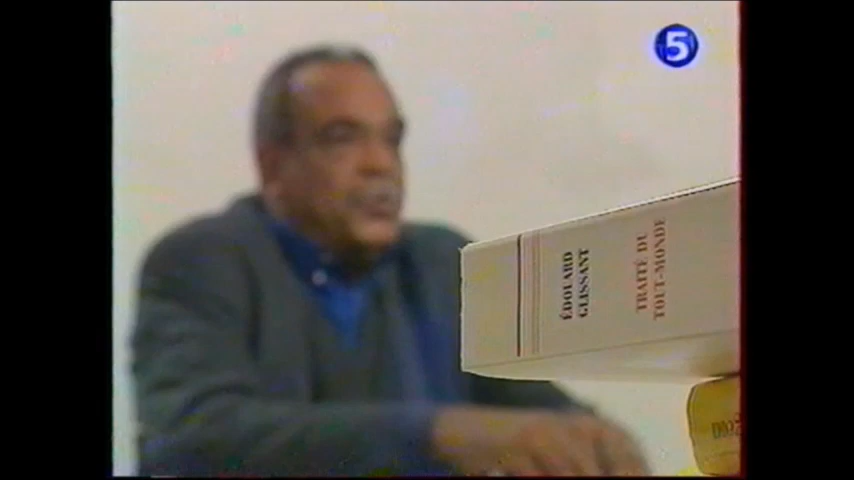 5
ÉDOUARD
GLISSANT
TRAITÉ DU
TOUT-MONDE